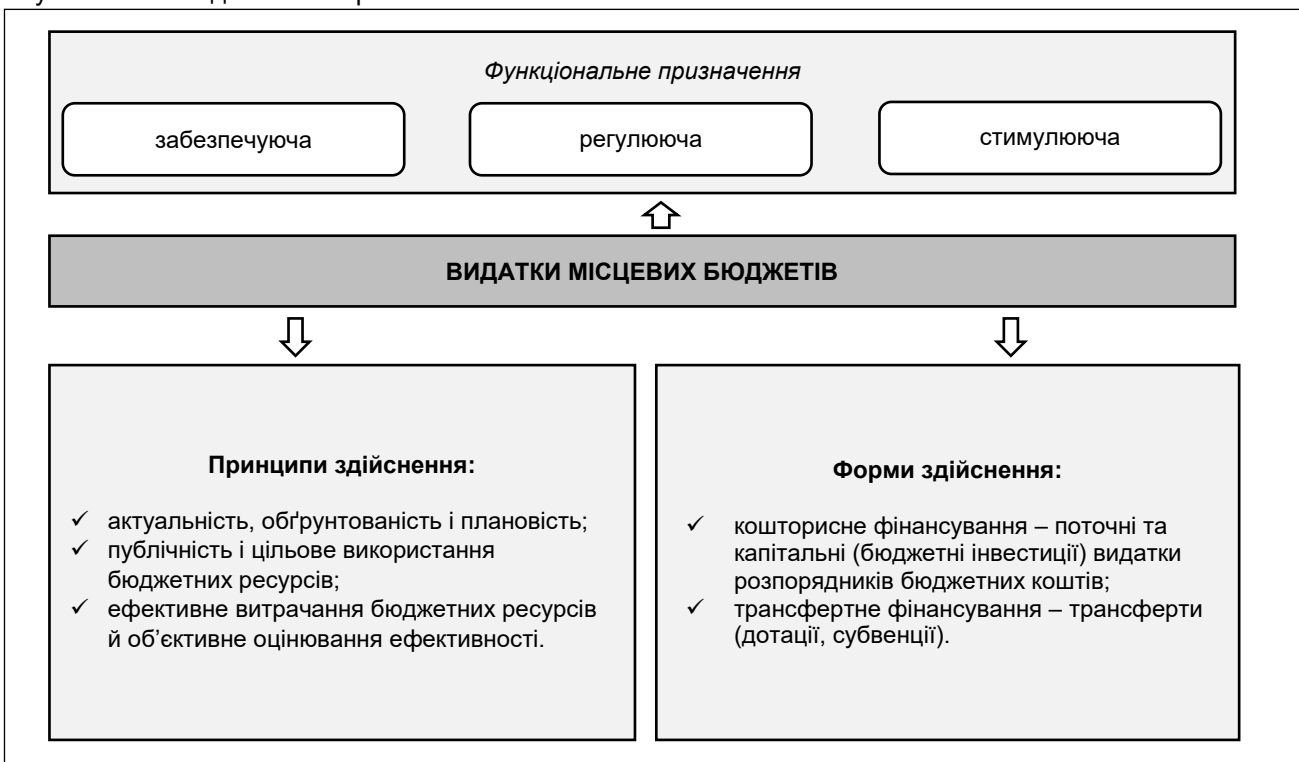 Функціональне призначення
забезпечуюча
регулююча
стимулююча
ВИДАТКИ МІСЦЕВИХ БЮДЖЕТІВ
Принципи здійснення:
✓ актуальність, обґрунтованість і плановість;
✓ публічність і цільове використання
бюджетних ресурсів;
✓ ефективне витрачання бюджетних ресурсів
й об’єктивне оцінювання ефективності.
Форми здійснення:
✓ кошторисне фінансування – поточні та
капітальні (бюджетні інвестиції) видатки
розпорядників бюджетних коштів;
✓ трансфертне фінансування – трансферти
(дотації, субвенції).